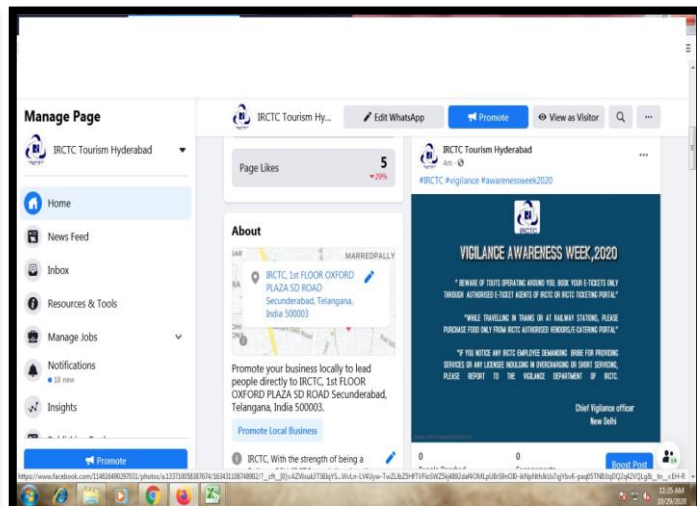 Manage Page
IRCTC Tourism Hyderabad
Home
News Feed
Inbox
Resources & Tools
Manage Jobs
Notifications
18 new
Insights
Promote
IRCTC Tourism Hy...
Edit WhatsApp
Promote
View as Visitor
Page Likes
5
29%
About
MARREDPALLY
IRCTC, 1st FLOOR OXFORD
PLAZA SD ROAD
Secunderabad, Telangana,
India 500003
Promote your business locally to lead
people directly to IRCTC, 1st FLOOR
OXFORD PLAZA SD ROAD Secunderabad,
Telangana, India 500003.
Promote Local Business
IRCTC, With the strength of being a
IRCTC Tourism Hyderabad
4m
#IRCTC #vigilance #awarenessweek2020
IRCTC
VIGILANCE AWARENESS WEEK,2020
" BEWARE OF TOUTS OPERATING AROUND YOU. BOOK YOUR E-TICKETS ONLY
THROUGH AUTHORISED E-TICKET AGENTS OF IRCTC OR IRCTC TICKETING PORTAL"
"WHILE TRAVELLING IN TRAINS OR AT RAILWAY STATIONS, PLEASE
PURCHASE FOOD ONLY FROM IRCTC AUTHORISED VENDORS/E-CATERING PORTAL"
"IF YOU NOTICE ANY IRCTC EMPLOYEE DEMANDING BRIBE FOR PROVIDING
SERVICES OR ANY LICENSEE INDULGING IN OVERCHARGING OR SHORT SERVICING,
PLEASE REPORT TO THE VIGILANCE DEPARTMENT OF IRCTC.
Chief Vigilance officer
New Delhi
0
0
Boost Post
11:05 AM
10/29/2020